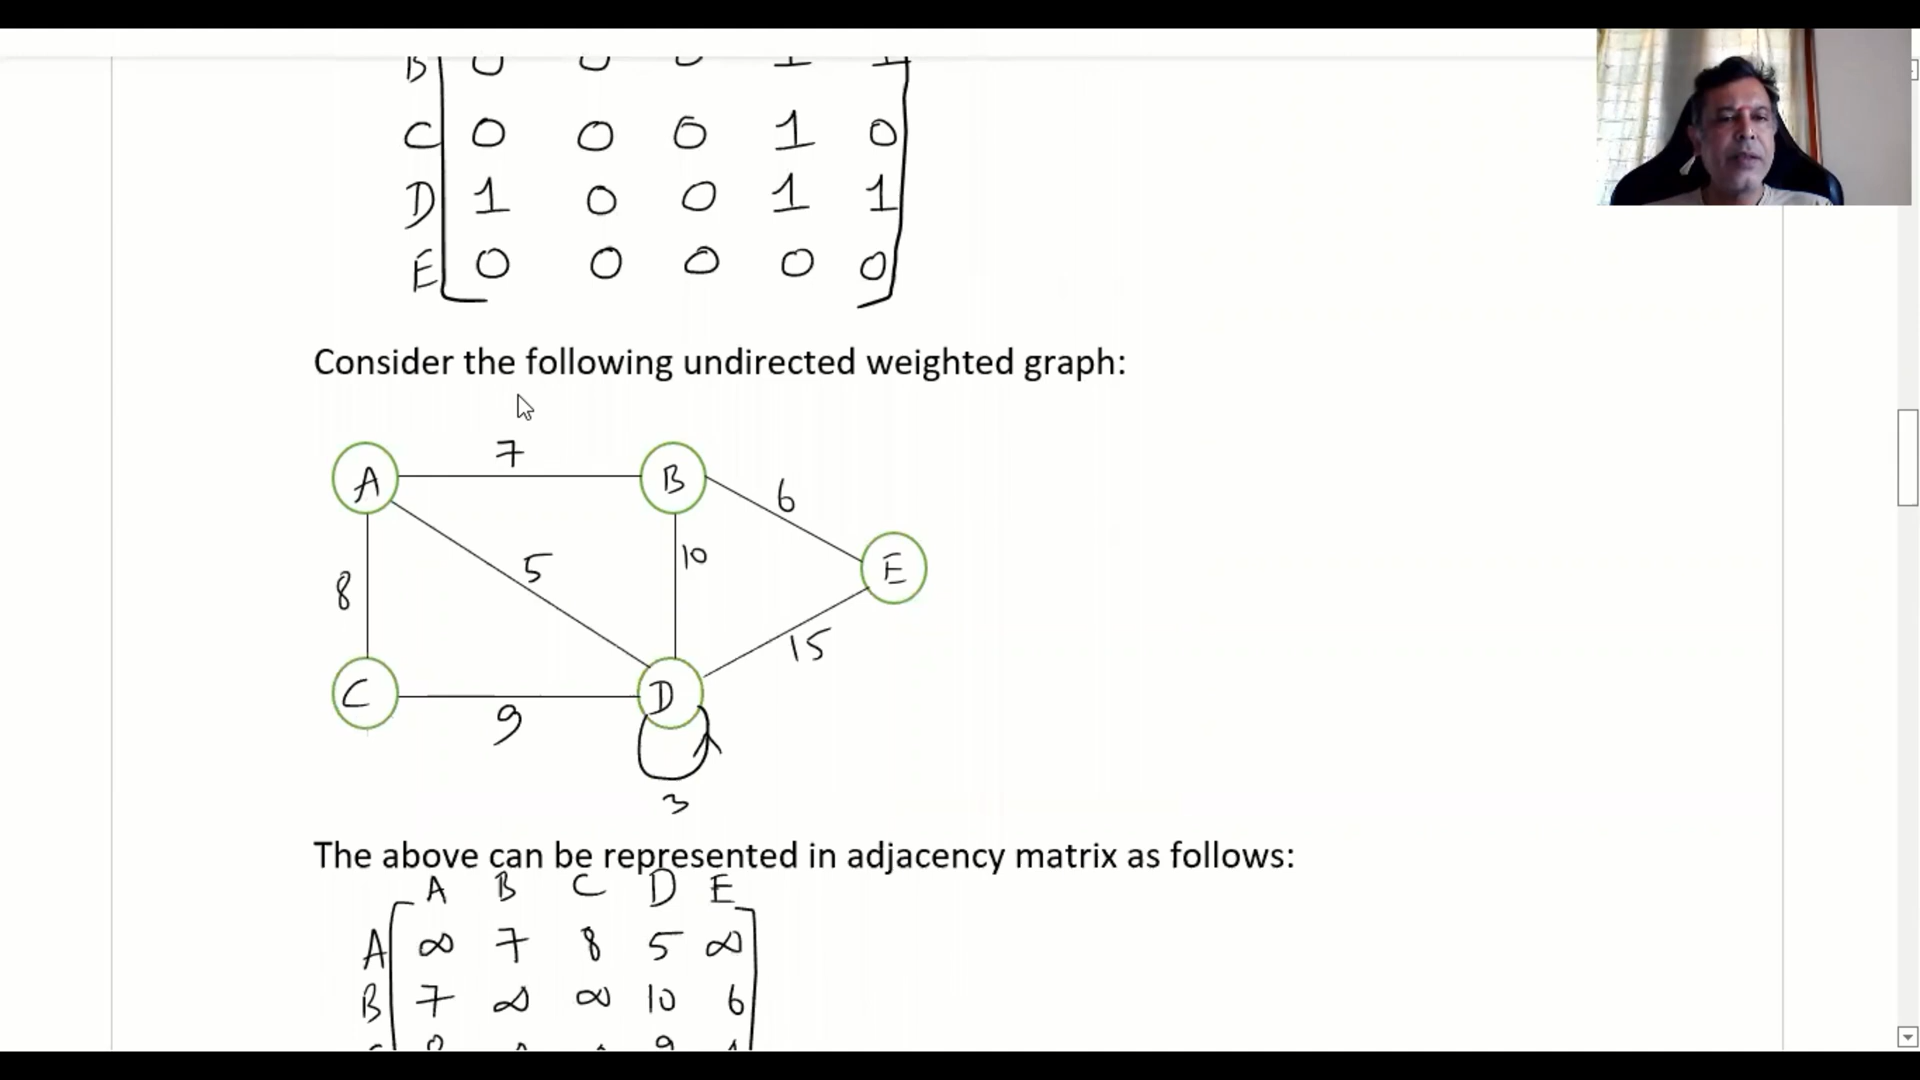 C 0 0 0 1 0
D 1 0 0 1 1
E 0 0 0 0 0
Consider the following undirected weighted graph:
7
A B
6
10
5 E
8
15
C D
9
3
The above can be represented in adjacency matrix as follows:
A B C D E
A ∞ 7 8 5 ∞
B 7 ∞ ∞ 10 6